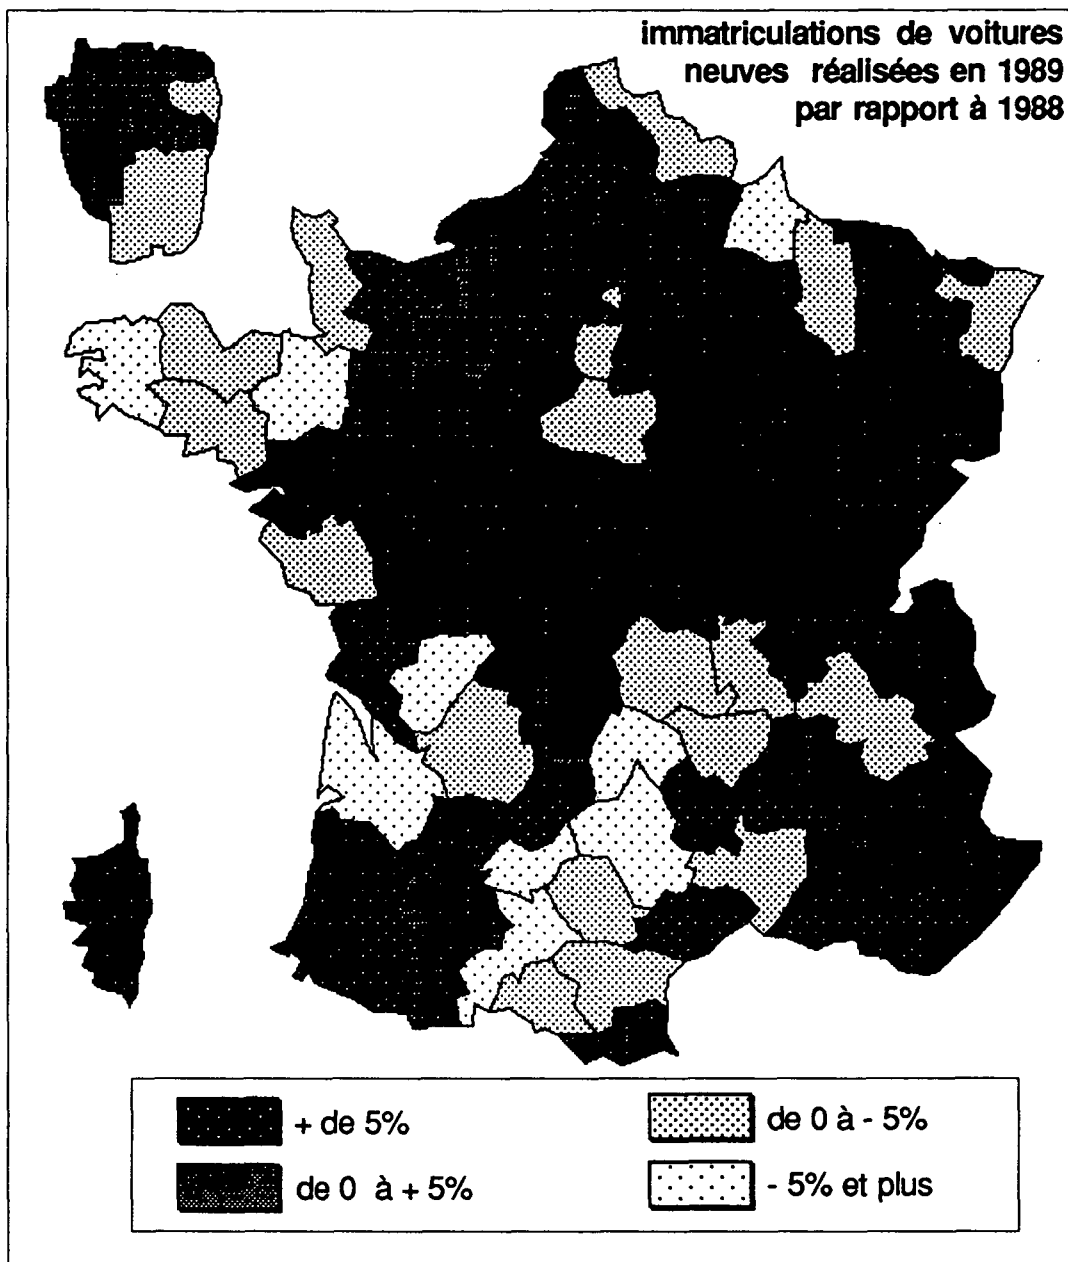 immatriculations de voitures
neuves réalisées en 1989
par rapport à 1988
+ de 5%
de 0 à - 5%
de 0 à + 5%
- 5% et plus